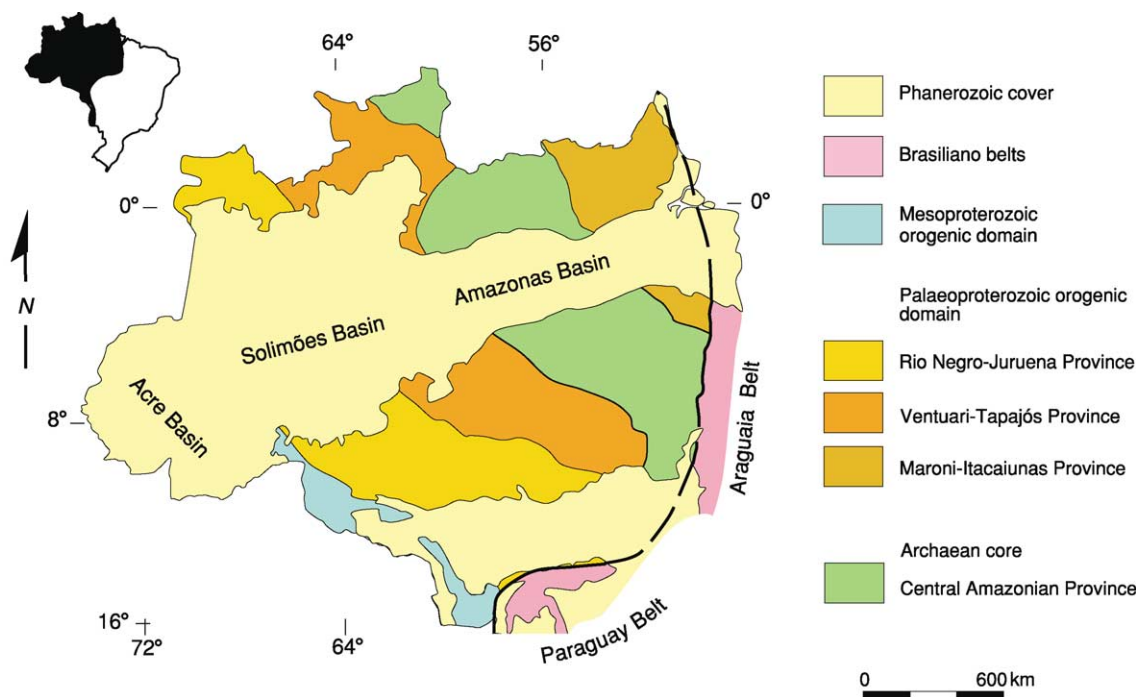 64°
56°
0°
0°
N
Amazonas Basin
Solimões Basin
Acre Basin
8°
Araguaia Belt
Paraguay Belt
16°
72°
64°
Phanerozoic cover
Brasiliano belts
Mesoproterozoic
orogenic domain
Palaeoproterozoic orogenic
domain
Rio Negro-Juruena Province
Ventuari-Tapajós Province
Maroni-Itacaiunas Province
Archaean core
Central Amazonian Province
0
600 km